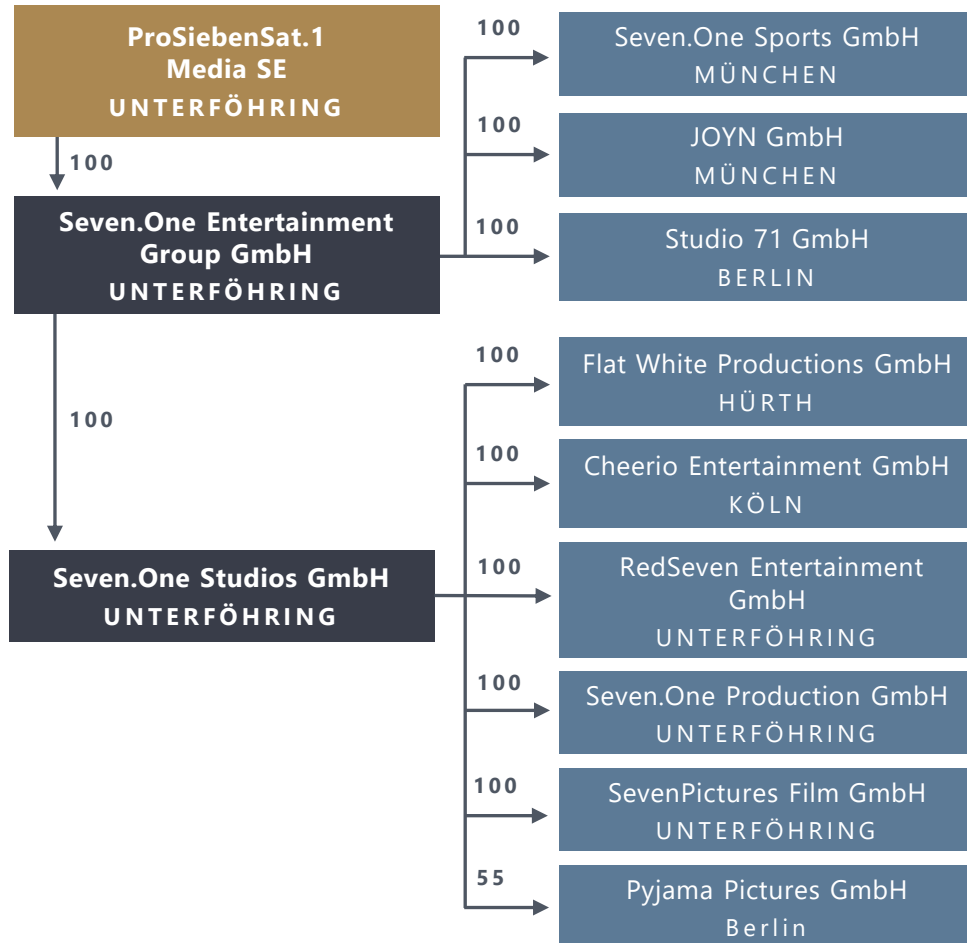 ProSiebenSat.1
Media SE
UNTERFÖHRING
100
Seven.One Entertainment
Group GmbH
UNTERFÖHRING
100
Seven.One Sports GmbH
MÜNCHEN
100
JOYN GmbH
MÜNCHEN
100
Studio 71 GmbH
BERLIN
100
Seven.One Studios GmbH
UNTERFÖHRING
100
Flat White Productions GmbH
HÜRTH
100
Cheerio Entertainment GmbH
KÖLN
100
RedSeven Entertainment
GmbH
UNTERFÖHRING
100
Seven.One Production GmbH
UNTERFÖHRING
100
SevenPictures Film GmbH
UNTERFÖHRING
55
Pyjama Pictures GmbH
Berlin